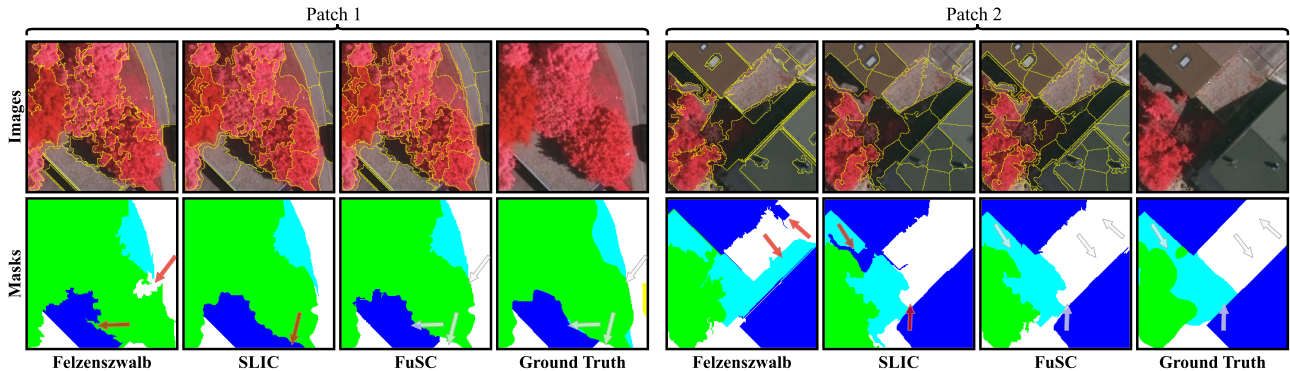 Patch 1 Patch 2
Images
Masks
Felzenszwalb SLIC FuSC Ground Truth Felzenszwalb SLIC FuSC Ground Truth